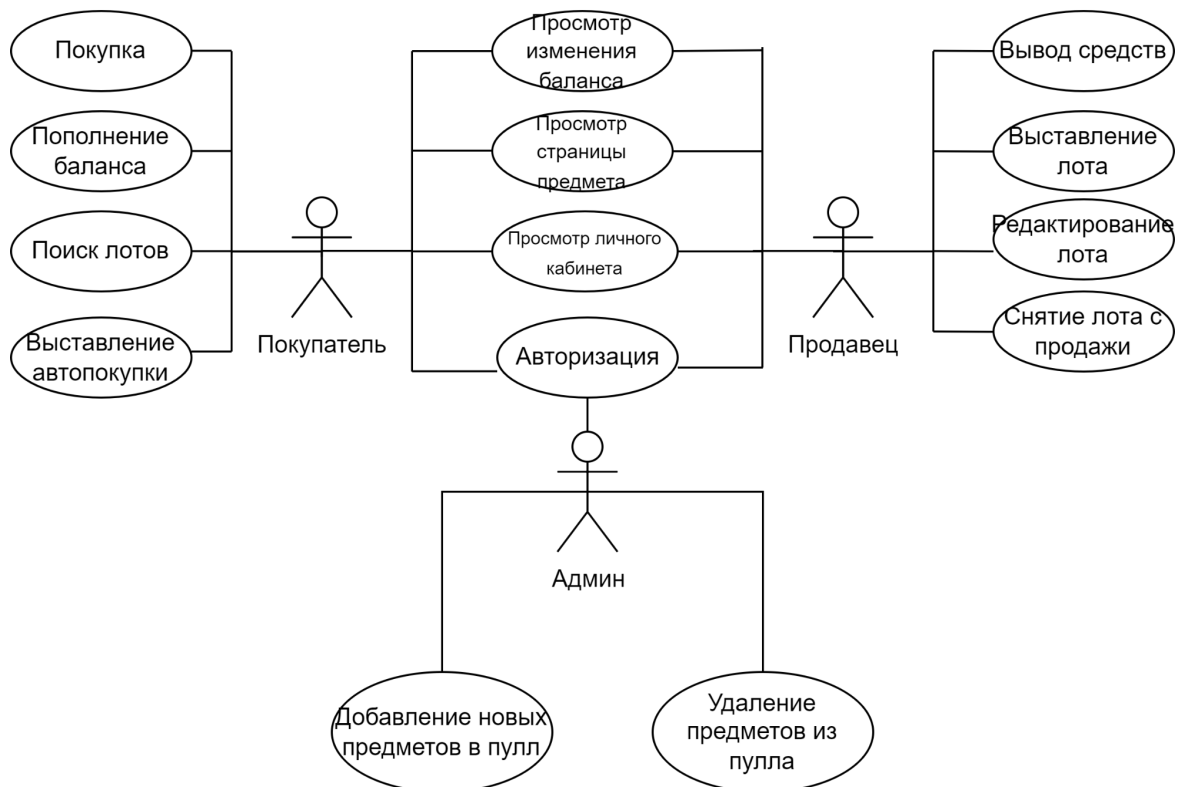 Покупка
Пополнение
баланса
Поиск лотов
Выставление
автопокупки
Покупатель
Просмотр
изменения
баланса
Просмотр
страницы
предмета
Просмотр личного
кабинета
Авторизация
Продавец
Вывод средств
Выставление
лота
Редактирование
лота
Снятие лота с
продажи
Админ
Добавление новых
предметов в пулл
Удаление
предметов из
пулла